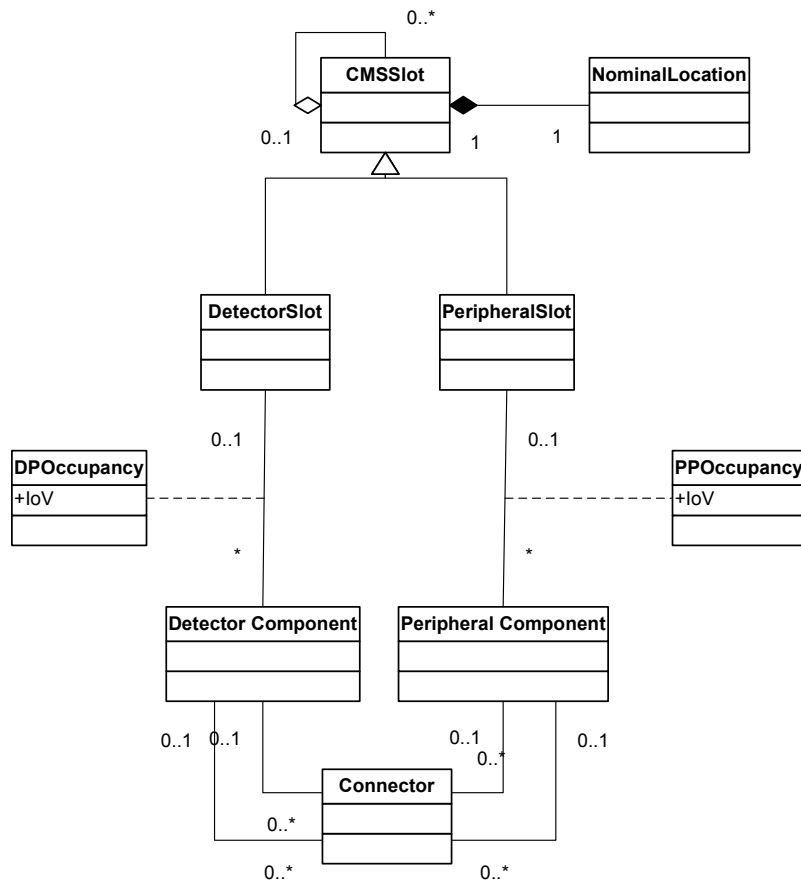 0..*
CMSSlot
NominalLocation
0..1
1
1
DetectorSlot
PeripheralSlot
0..1
0..1
DPOccupancy
+IoV
PPOccupancy
+IoV
*
*
Detector Component
Peripheral Component
0..1
0..1
0..1
0..1
0..*
Connector
0..*
0..*
0..*